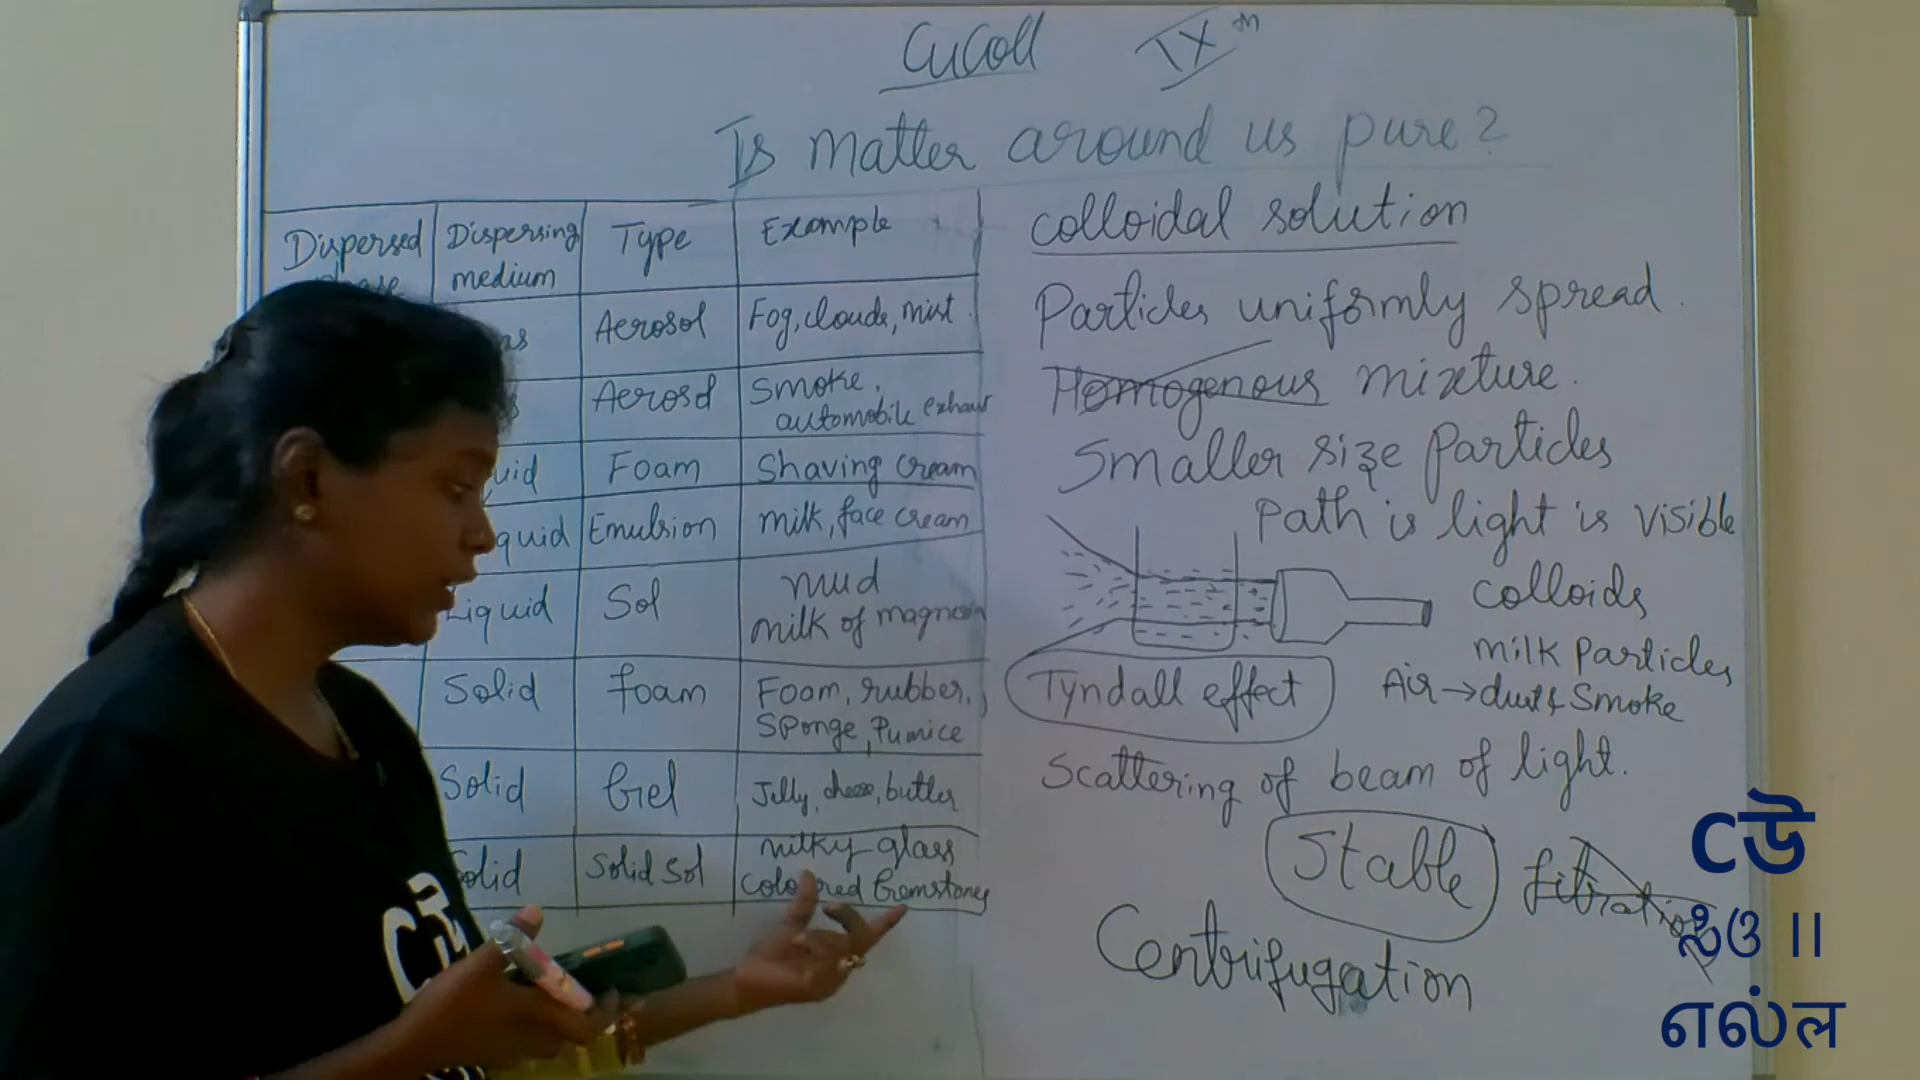 CUColl IX th
Is matter around us pure?
Dispersed Dispersing medium Type Example
Aerosol Fog, clouds, mist
Aerosol Smoke, automobile exhaust
Foam Shaving cream
Emulsion milk, face cream
Liquid Sol mud milk of magnesia
Solid foam Foam, rubber, Sponge, Pumice
Solid Gel Jelly, cheese, butter
Solid Solid Sol milky glass coloured Gemstones
colloidal solution
Particles uniformly spread.
Homogenous mixture.
Smaller size particles
Path is light is visible
colloids
milk particles
Tyndall effect
Air → dust & Smoke
Scattering of beam of light.
Stable filtration
Centrifugation
Cউ
ி
எல்ல